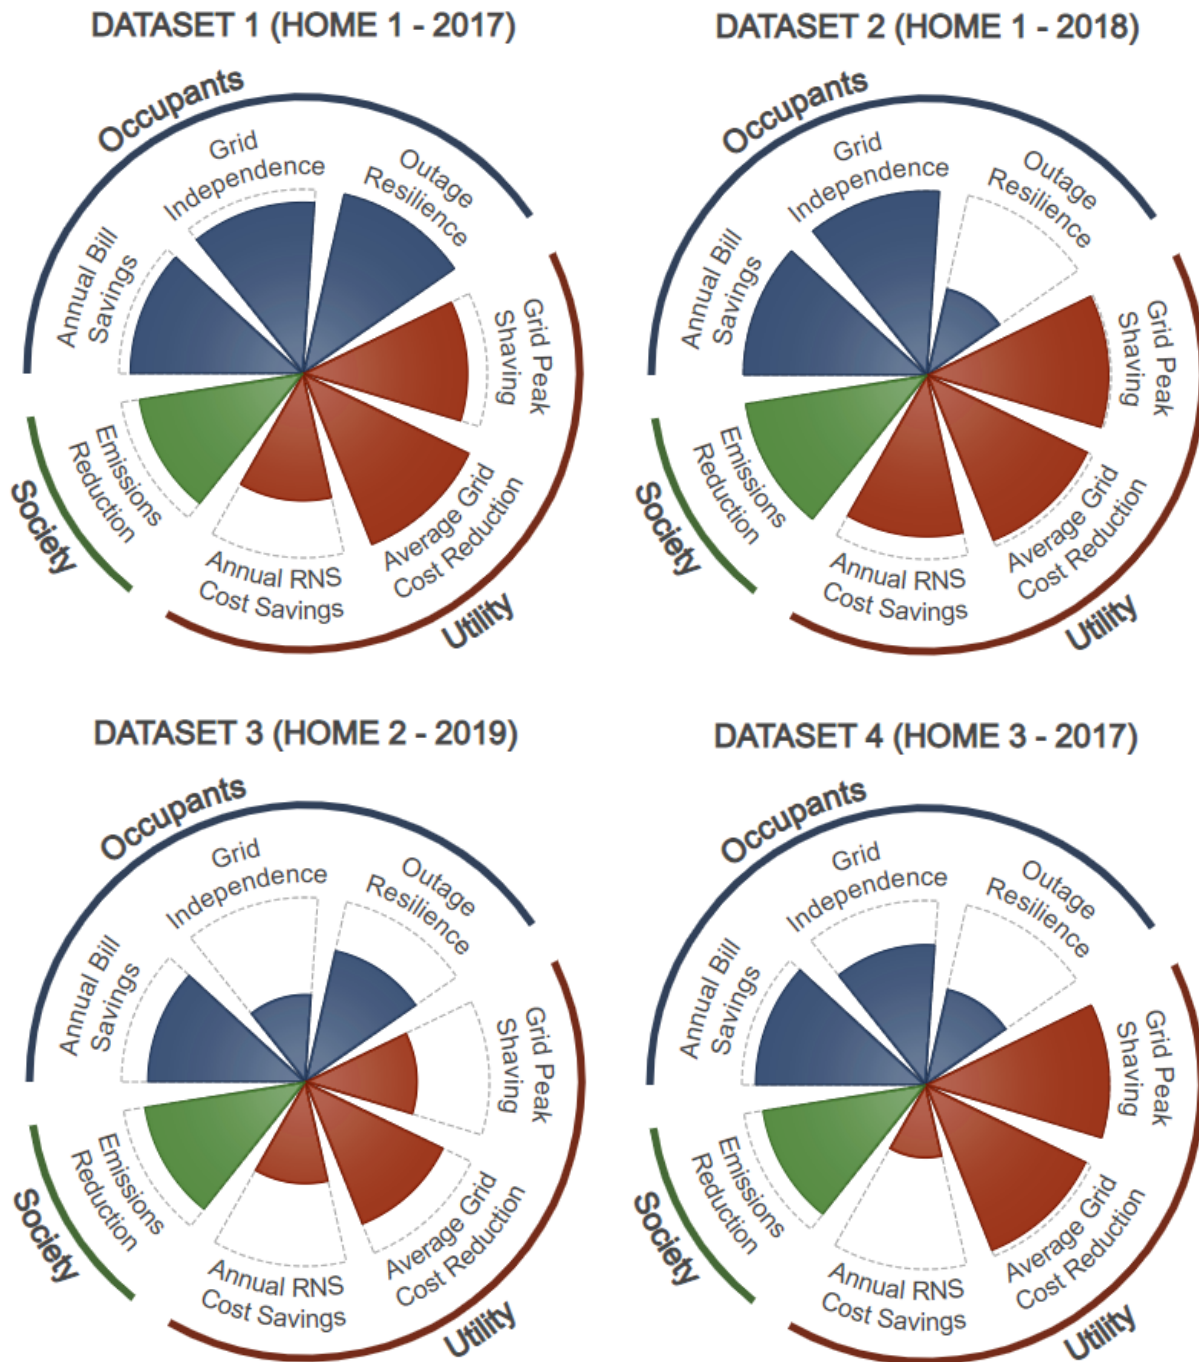 DATASET 1 (HOME 1 - 2017)
Occupants
Grid
Independence
Outage
Resilience
Annual Bill
Savings
Grid Peak
Shaving
Emissions
Reduction
Average Grid
Cost Reduction
Annual RNS
Cost Savings
Society
Utility
DATASET 2 (HOME 1 - 2018)
Occupants
Grid
Independence
Outage
Resilience
Annual Bill
Savings
Grid Peak
Shaving
Emissions
Reduction
Average Grid
Cost Reduction
Annual RNS
Cost Savings
Society
Utility
DATASET 3 (HOME 2 - 2019)
Occupants
Grid
Independence
Outage
Resilience
Annual Bill
Savings
Grid Peak
Shaving
Emissions
Reduction
Average Grid
Cost Reduction
Annual RNS
Cost Savings
Society
Utility
DATASET 4 (HOME 3 - 2017)
Occupants
Grid
Independence
Outage
Resilience
Annual Bill
Savings
Grid Peak
Shaving
Emissions
Reduction
Average Grid
Cost Reduction
Annual RNS
Cost Savings
Society
Utility